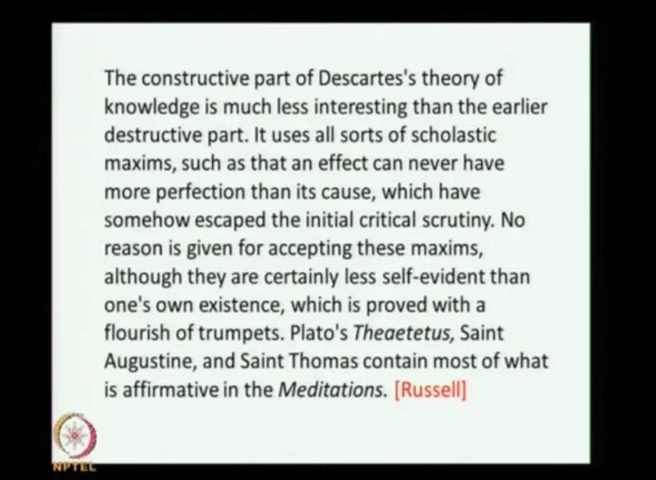 The constructive part of Descartes's theory of
knowledge is much less interesting than the earlier
destructive part. It uses all sorts of scholastic
maxims, such as that an effect can never have
more perfection than its cause, which have
somehow escaped the initial critical scrutiny. No
reason is given for accepting these maxims,
although they are certainly less self-evident than
one's own existence, which is proved with a
flourish of trumpets. Plato's Theaetetus, Saint
Augustine, and Saint Thomas contain most of what
is affirmative in the Meditations. [Russell]
NPTEL